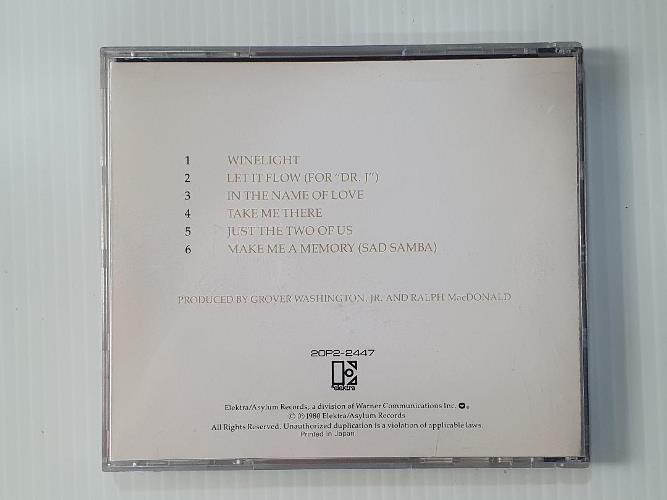 1 WINELIGHT
2 LET IT FLOW (FOR "DR. J")
3 IN THE NAME OF LOVE
4 TAKE ME THERE
5 JUST THE TWO OF US
6 MAKE ME A MEMORY (SAD SAMBA)
PRODUCED BY GROVER WASHINGTON, JR. AND RALPH MacDONALD
20P2-2447
elektra
Elektra/Asylum Records, a division of Warner Communications Inc.
© ℗ 1980 Elektra/Asylum Records
All Rights Reserved. Unauthorized duplication is a violation of applicable laws.
Printed in Japan